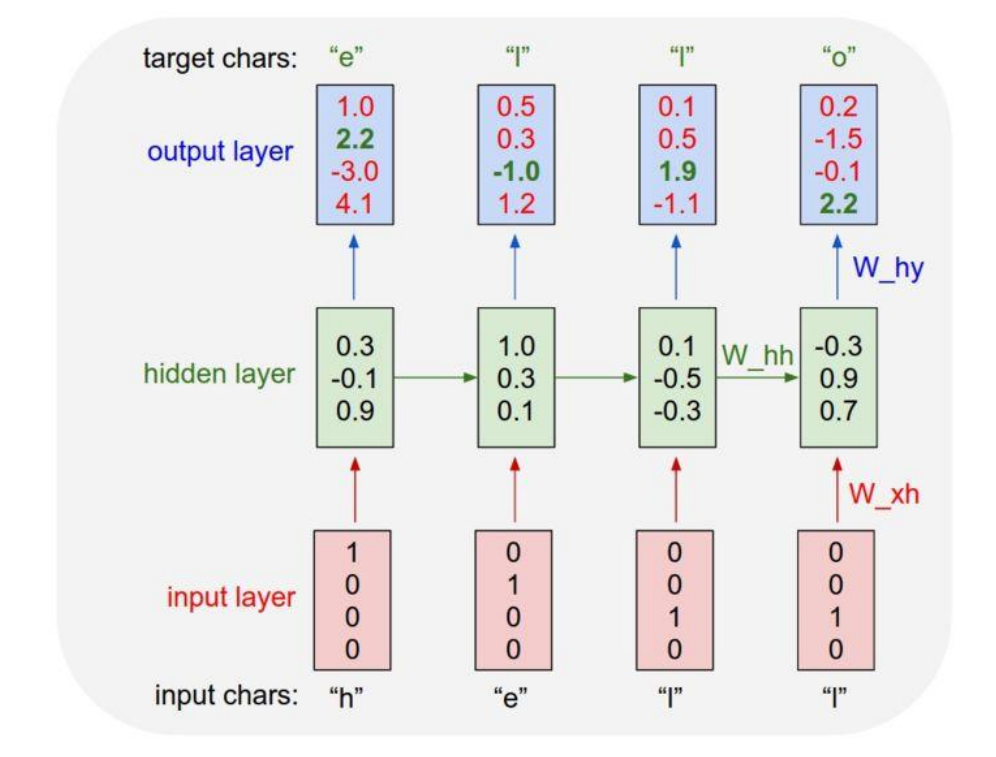 target chars: “e” “l” “l” “o”
1.0 0.5 0.1 0.2
2.2 0.3 0.5 -1.5
output layer -3.0 -1.0 1.9 -0.1
4.1 1.2 -1.1 2.2
W_hy
0.3 1.0 0.1 W_hh -0.3
hidden layer -0.1 0.3 -0.5 0.9
0.9 0.1 -0.3 0.7
W_xh
1 0 0 0
input layer 0 1 0 0
0 0 1 1
0 0 0 0
input chars: “h” “e” “l” “l”